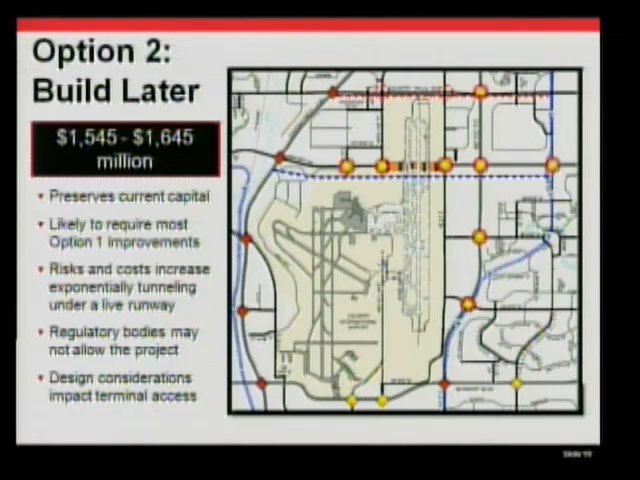 Option 2:
Build Later
$1,545 - $1,645
million
Preserves current capital
Likely to require most
Option 1 improvements
Risks and costs increase
exponentially tunneling
under a live runway
Regulatory bodies may
not allow the project
Design considerations
impact terminal access